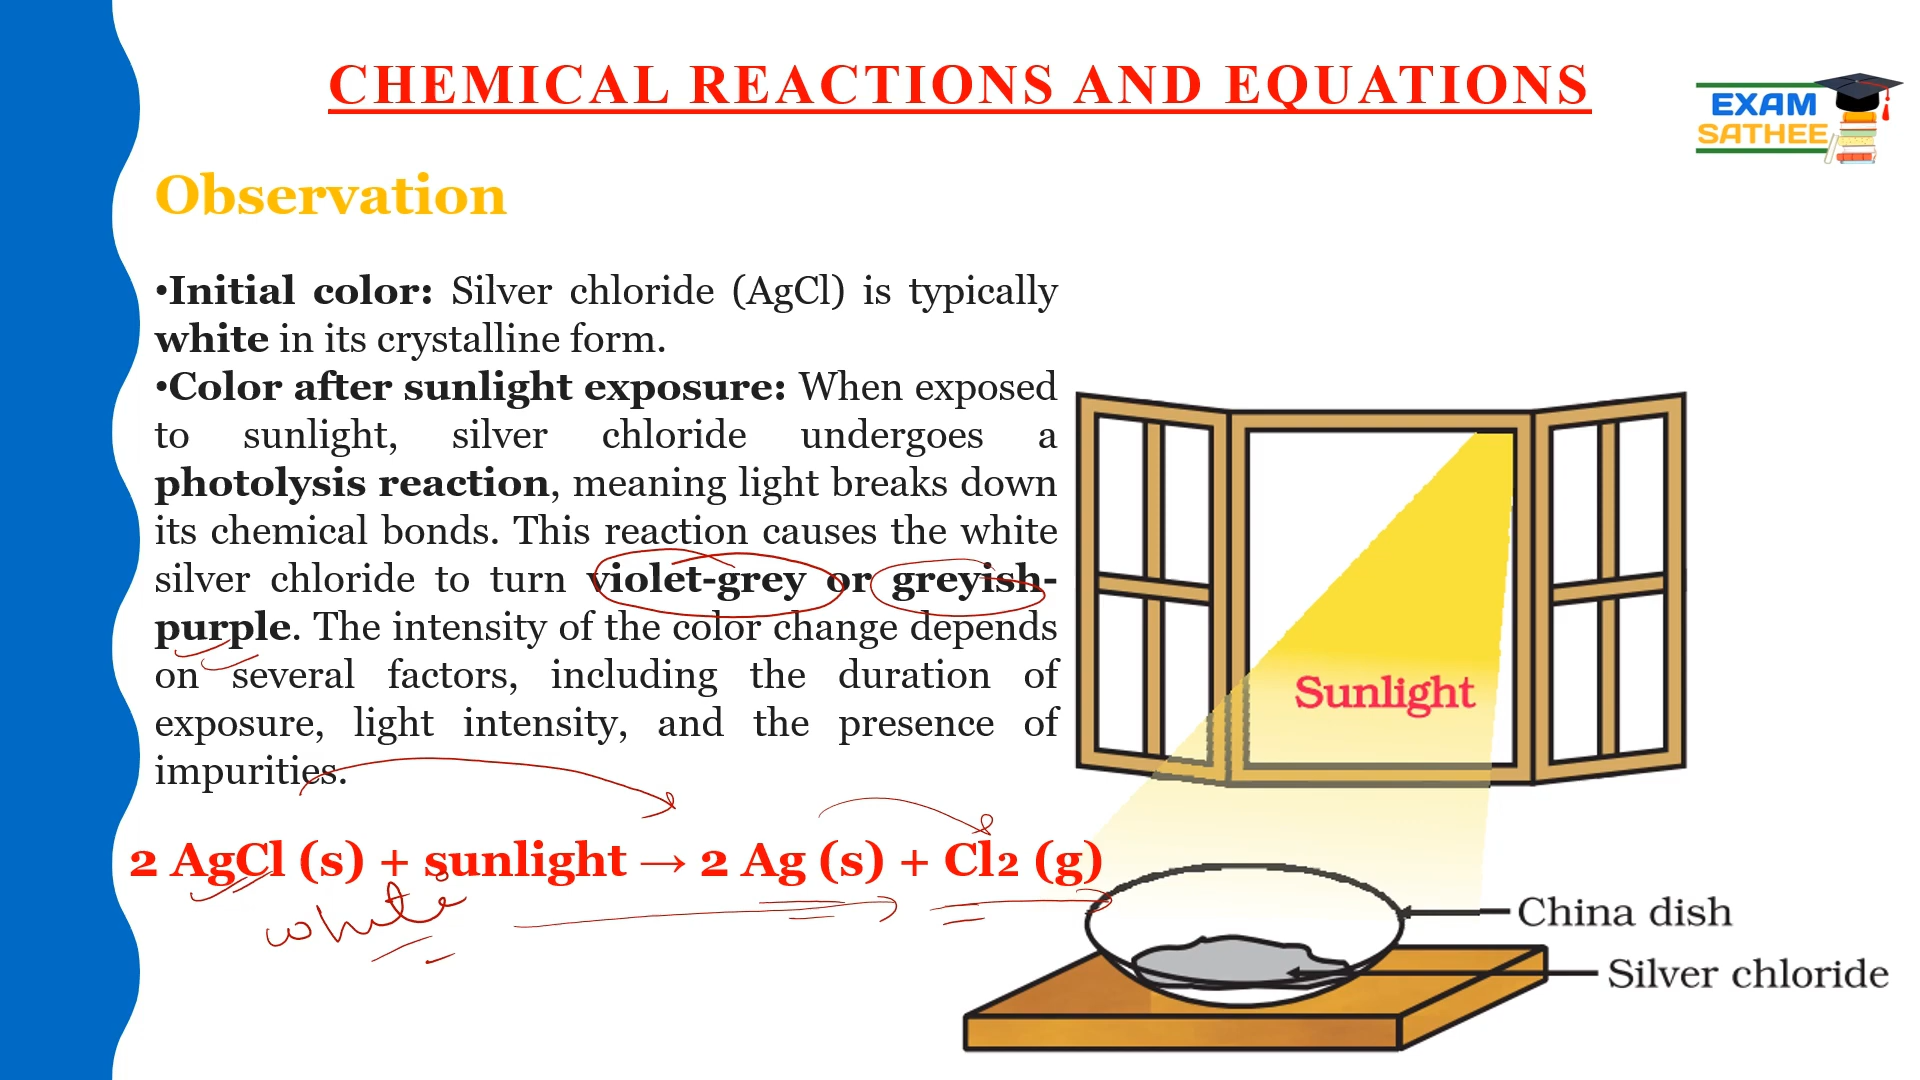 CHEMICAL REACTIONS AND EQUATIONS
EXAM
SATHEE
Observation
•Initial color: Silver chloride (AgCl) is typically
white in its crystalline form.
•Color after sunlight exposure: When exposed
to sunlight, silver chloride undergoes a
photolysis reaction, meaning light breaks down
its chemical bonds. This reaction causes the white
silver chloride to turn violet-grey or greyish-
purple. The intensity of the color change depends
on several factors, including the duration of
exposure, light intensity, and the presence of
impurities.
2 AgCl (s) + sunlight → 2 Ag (s) + Cl2 (g)
white
Sunlight
China dish
Silver chloride